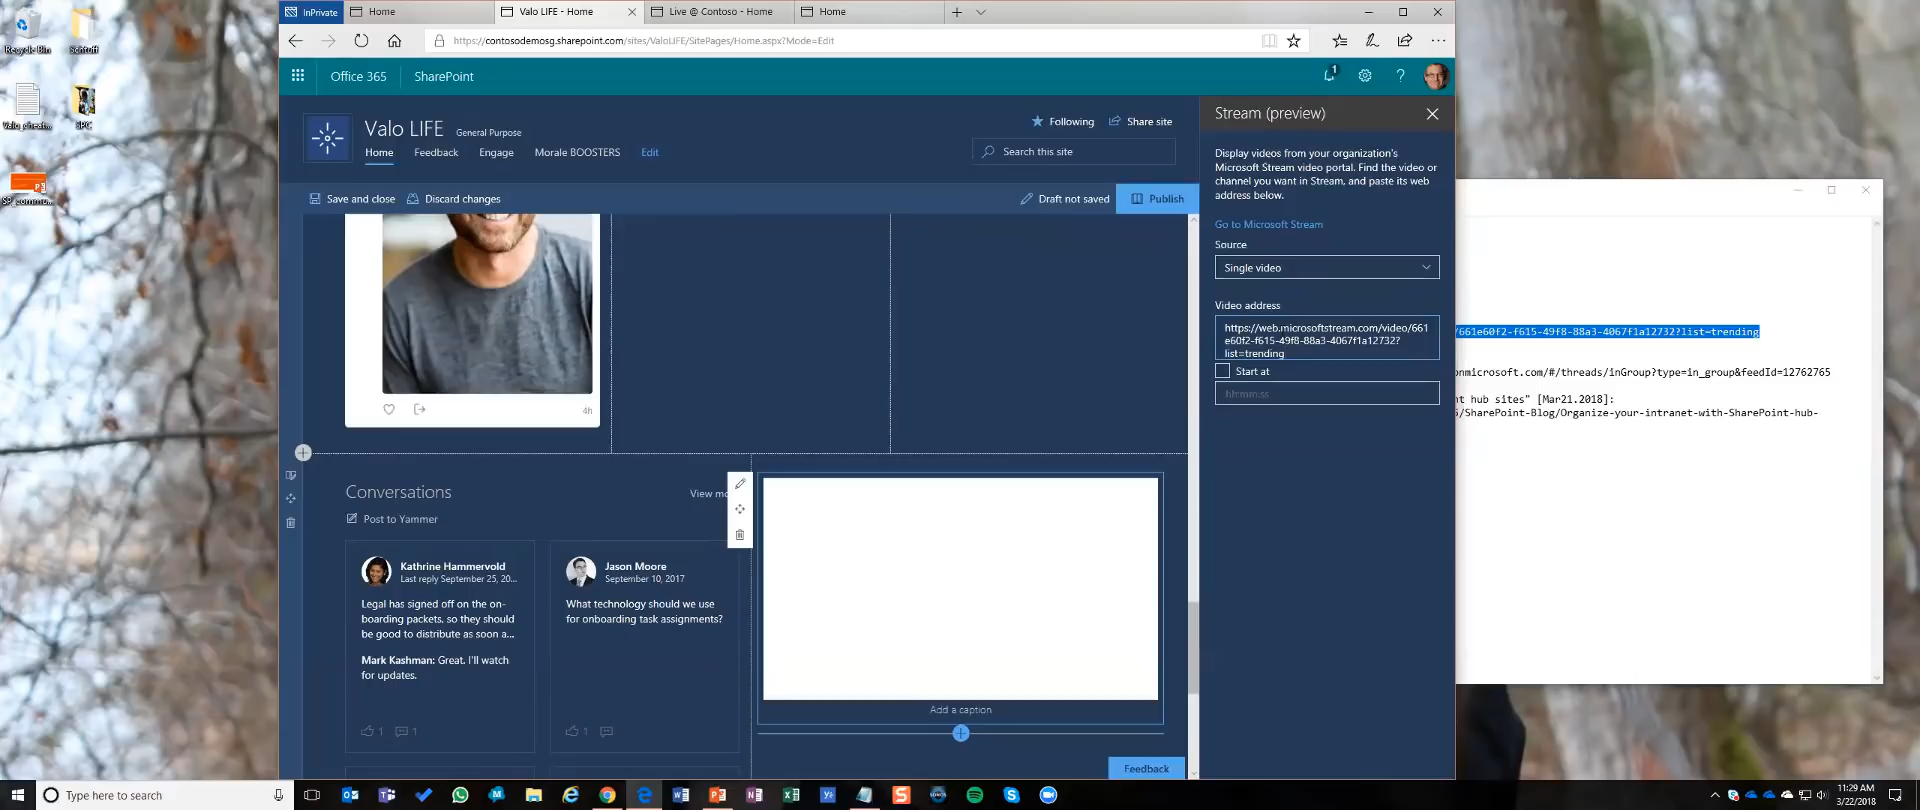 InPrivate
Home
Valo LIFE - Home
Live @ Contoso - Home
Home
https://contosodemosg.sharepoint.com/sites/ValoLIFE/SitePages/Home.aspx?Mode=Edit
Office 365
SharePoint
1
Recycle Bin
Valo_cheat...
SPC
SP_commu...
Valo LIFE
General Purpose
Following
Share site
Home
Feedback
Engage
Morale BOOSTERS
Edit
Search this site
Save and close
Discard changes
Draft not saved
Publish
4h
Conversations
View mo
Post to Yammer
Kathrine Hammervold
Last reply September 25, 20...
Legal has signed off on the on-
boarding packets, so they should
be good to distribute as soon a...
Mark Kashman: Great. I'll watch
for updates.
1
1
Jason Moore
September 10, 2017
What technology should we use
for onboarding task assignments?
1
Add a caption
Feedback
Stream (preview)
Display videos from your organization's
Microsoft Stream video portal. Find the video or
channel you want in Stream, and paste its web
address below.
Go to Microsoft Stream
Source
Single video
Video address
https://web.microsoftstream.com/video/661
e60f2-f615-49f8-88a3-4067f1a12732?
list=trending
Start at
hh:mm:ss
/661e60f2-f615-49f8-88a3-4067f1a12732?list=trending
onmicrosoft.com/#/threads/inGroup?type=in_group&feedId=12762765
nt hub sites" [Mar21.2018]:
/SharePoint-Blog/Organize-your-intranet-with-SharePoint-hub-
Type here to search
11:29 AM
3/22/2018